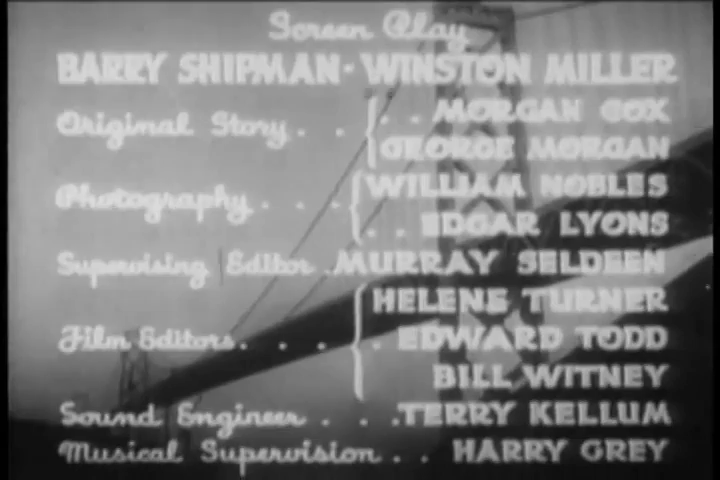 Screen Play
BARRY SHIPMAN · WINSTON MILLER
Original Story . . { . . MORGAN COX
GEORGE MORGAN
Photography . . . { WILLIAM NOBLES
. . EDGAR LYONS
Supervising Editor . MURRAY SELDEEN
HELENE TURNER
Film Editors . . . { . EDWARD TODD
BILL WITNEY
Sound Engineer . . . TERRY KELLUM
Musical Supervision . . HARRY GREY